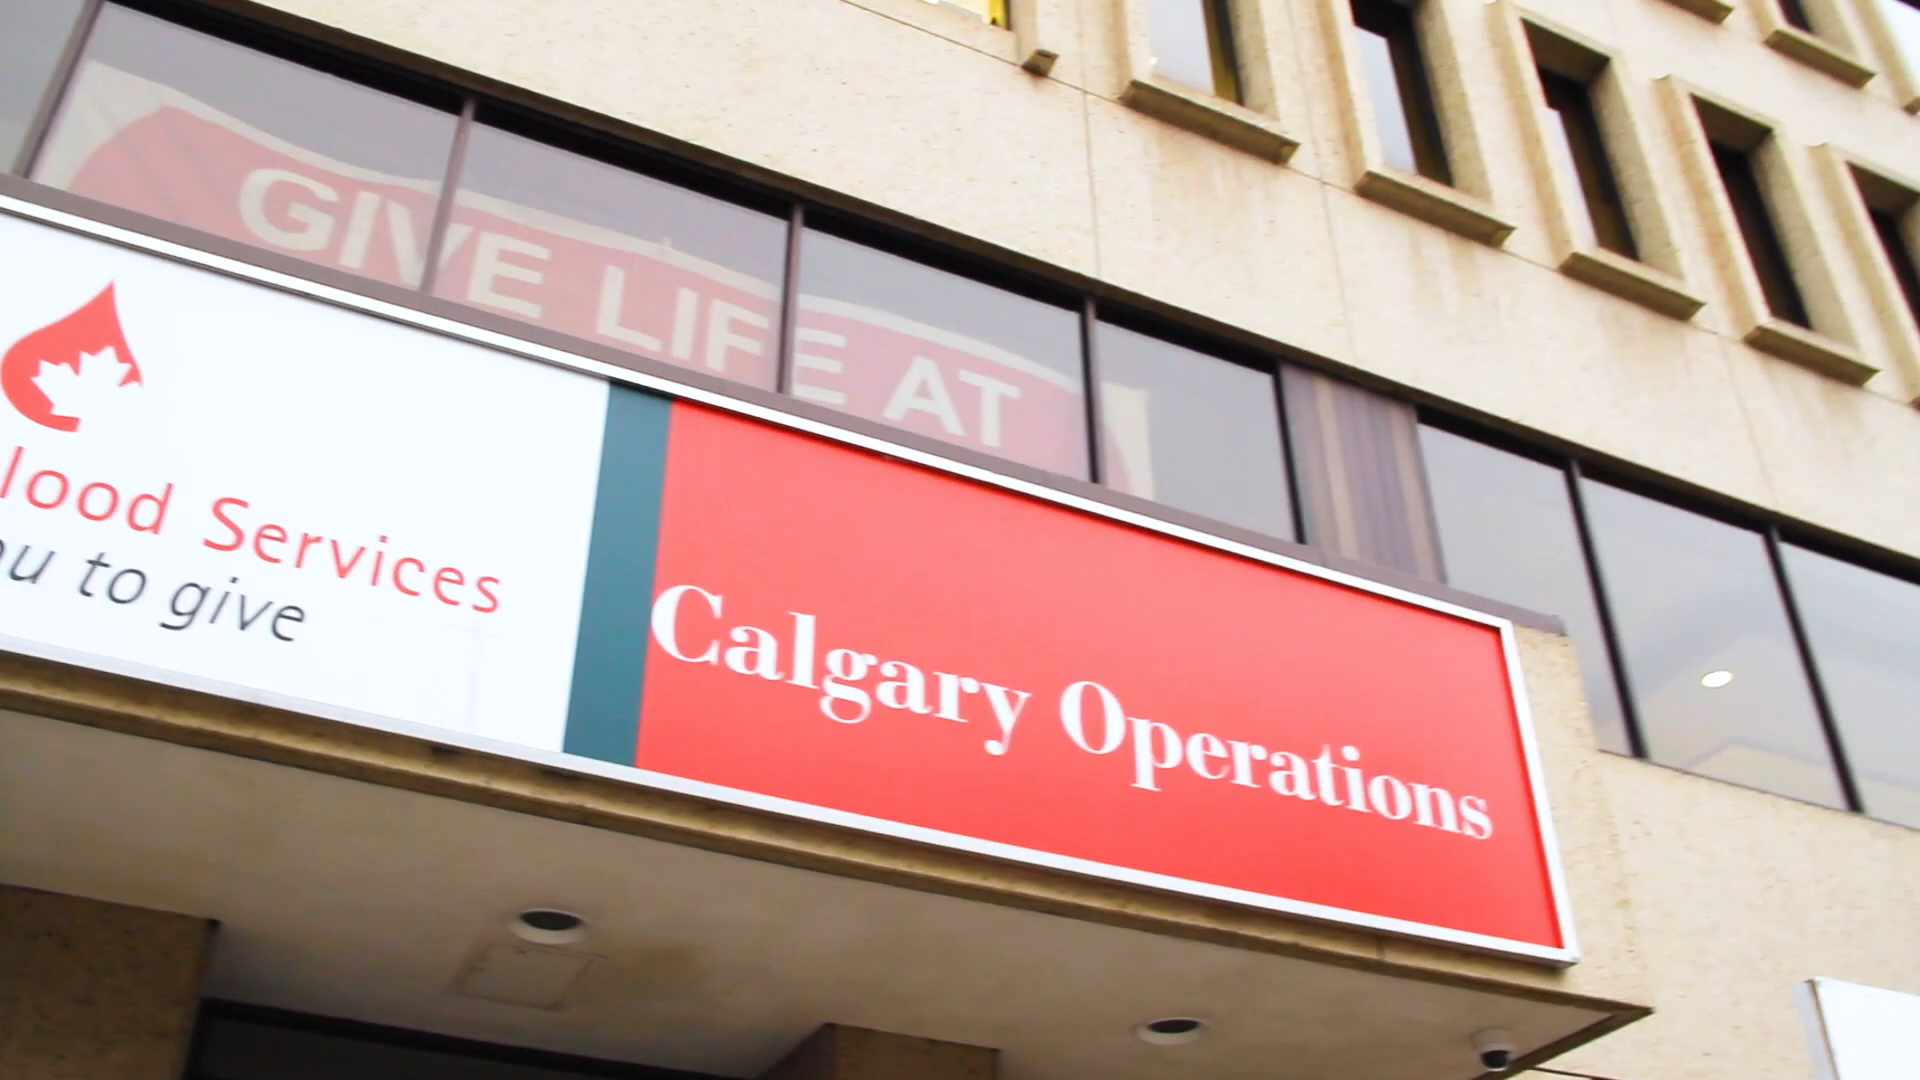 GIVE LIFE AT
lood Services
u to give
Calgary Operations